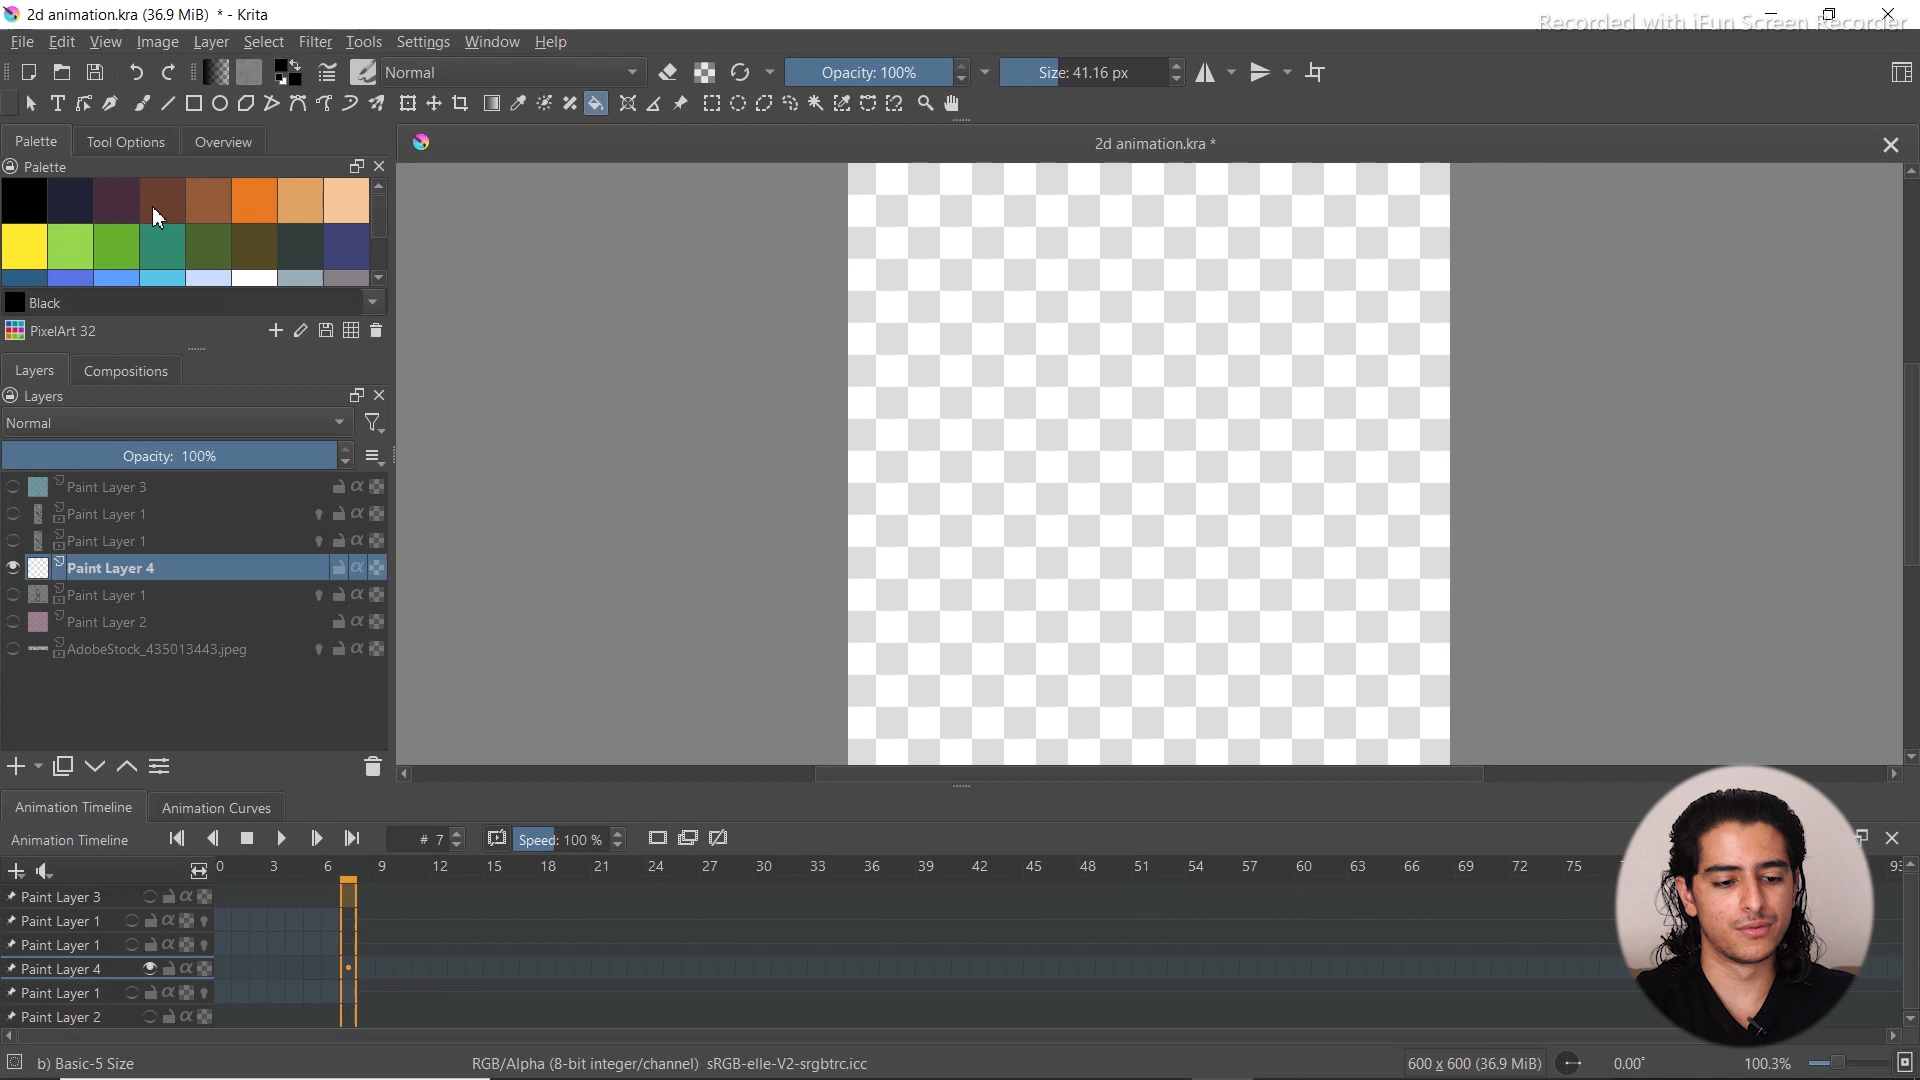 2d animation.kra (36.9 MiB) * - Krita
Recorded with iFun Screen Recorder
File Edit View Image Layer Select Filter Tools Settings Window Help
Normal Opacity: 100% Size: 41.16 px
Palette Tool Options Overview
2d animation.kra *
Palette
Black
PixelArt 32
Layers Compositions
Layers
Normal
Opacity: 100%
Paint Layer 3
Paint Layer 1
Paint Layer 1
Paint Layer 4
Paint Layer 1
Paint Layer 2
AdobeStock_435013443.jpeg
Animation Timeline Animation Curves
Animation Timeline # 7 Speed: 100 %
0 3 6 9 12 15 18 21 24 27 30 33 36 39 42 45 48 51 54 57 60 63 66 69 72 75
Paint Layer 3
Paint Layer 1
Paint Layer 1
Paint Layer 4
Paint Layer 1
Paint Layer 2
b) Basic-5 Size RGB/Alpha (8-bit integer/channel) sRGB-elle-V2-srgbtrc.icc 600 x 600 (36.9 MiB) 0.00° 100.3%